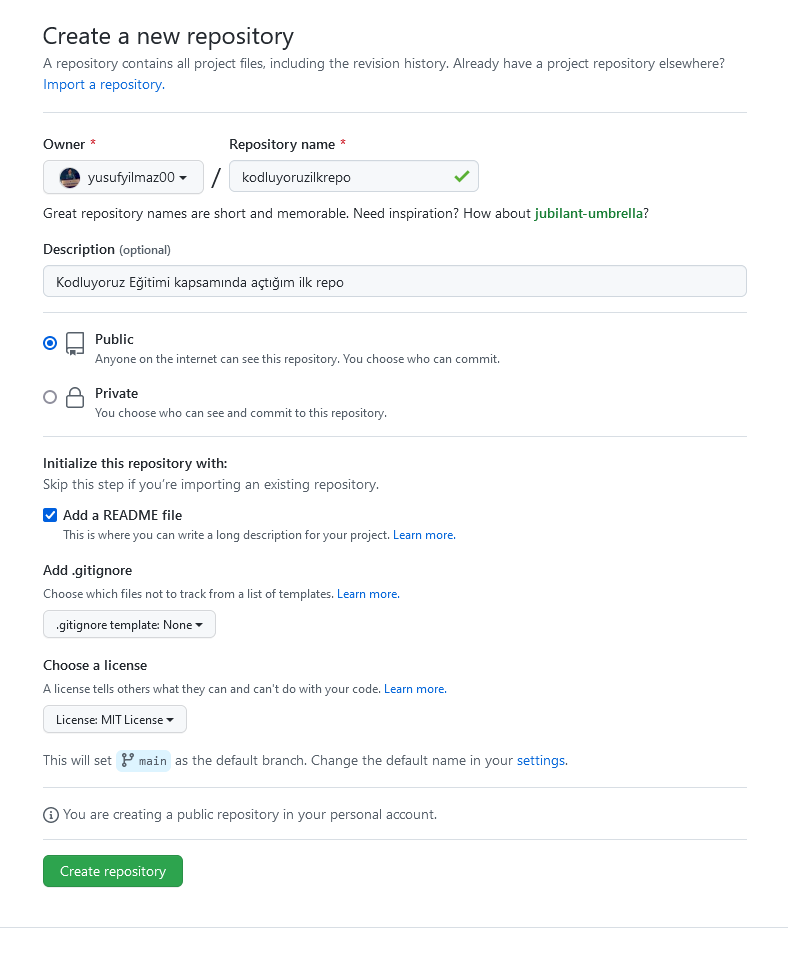 Create a new repository
A repository contains all project files, including the revision history. Already have a project repository elsewhere?
Import a repository.
Owner * Repository name *
yusufyilmaz00 / kodluyoruzilkrepo
Great repository names are short and memorable. Need inspiration? How about jubilant-umbrella?
Description (optional)
Kodluyoruz Eğitimi kapsamında açtığım ilk repo
Public
Anyone on the internet can see this repository. You choose who can commit.
Private
You choose who can see and commit to this repository.
Initialize this repository with:
Skip this step if you're importing an existing repository.
Add a README file
This is where you can write a long description for your project. Learn more.
Add .gitignore
Choose which files not to track from a list of templates. Learn more.
.gitignore template: None
Choose a license
A license tells others what they can and can't do with your code. Learn more.
License: MIT License
This will set main as the default branch. Change the default name in your settings.
You are creating a public repository in your personal account.
Create repository